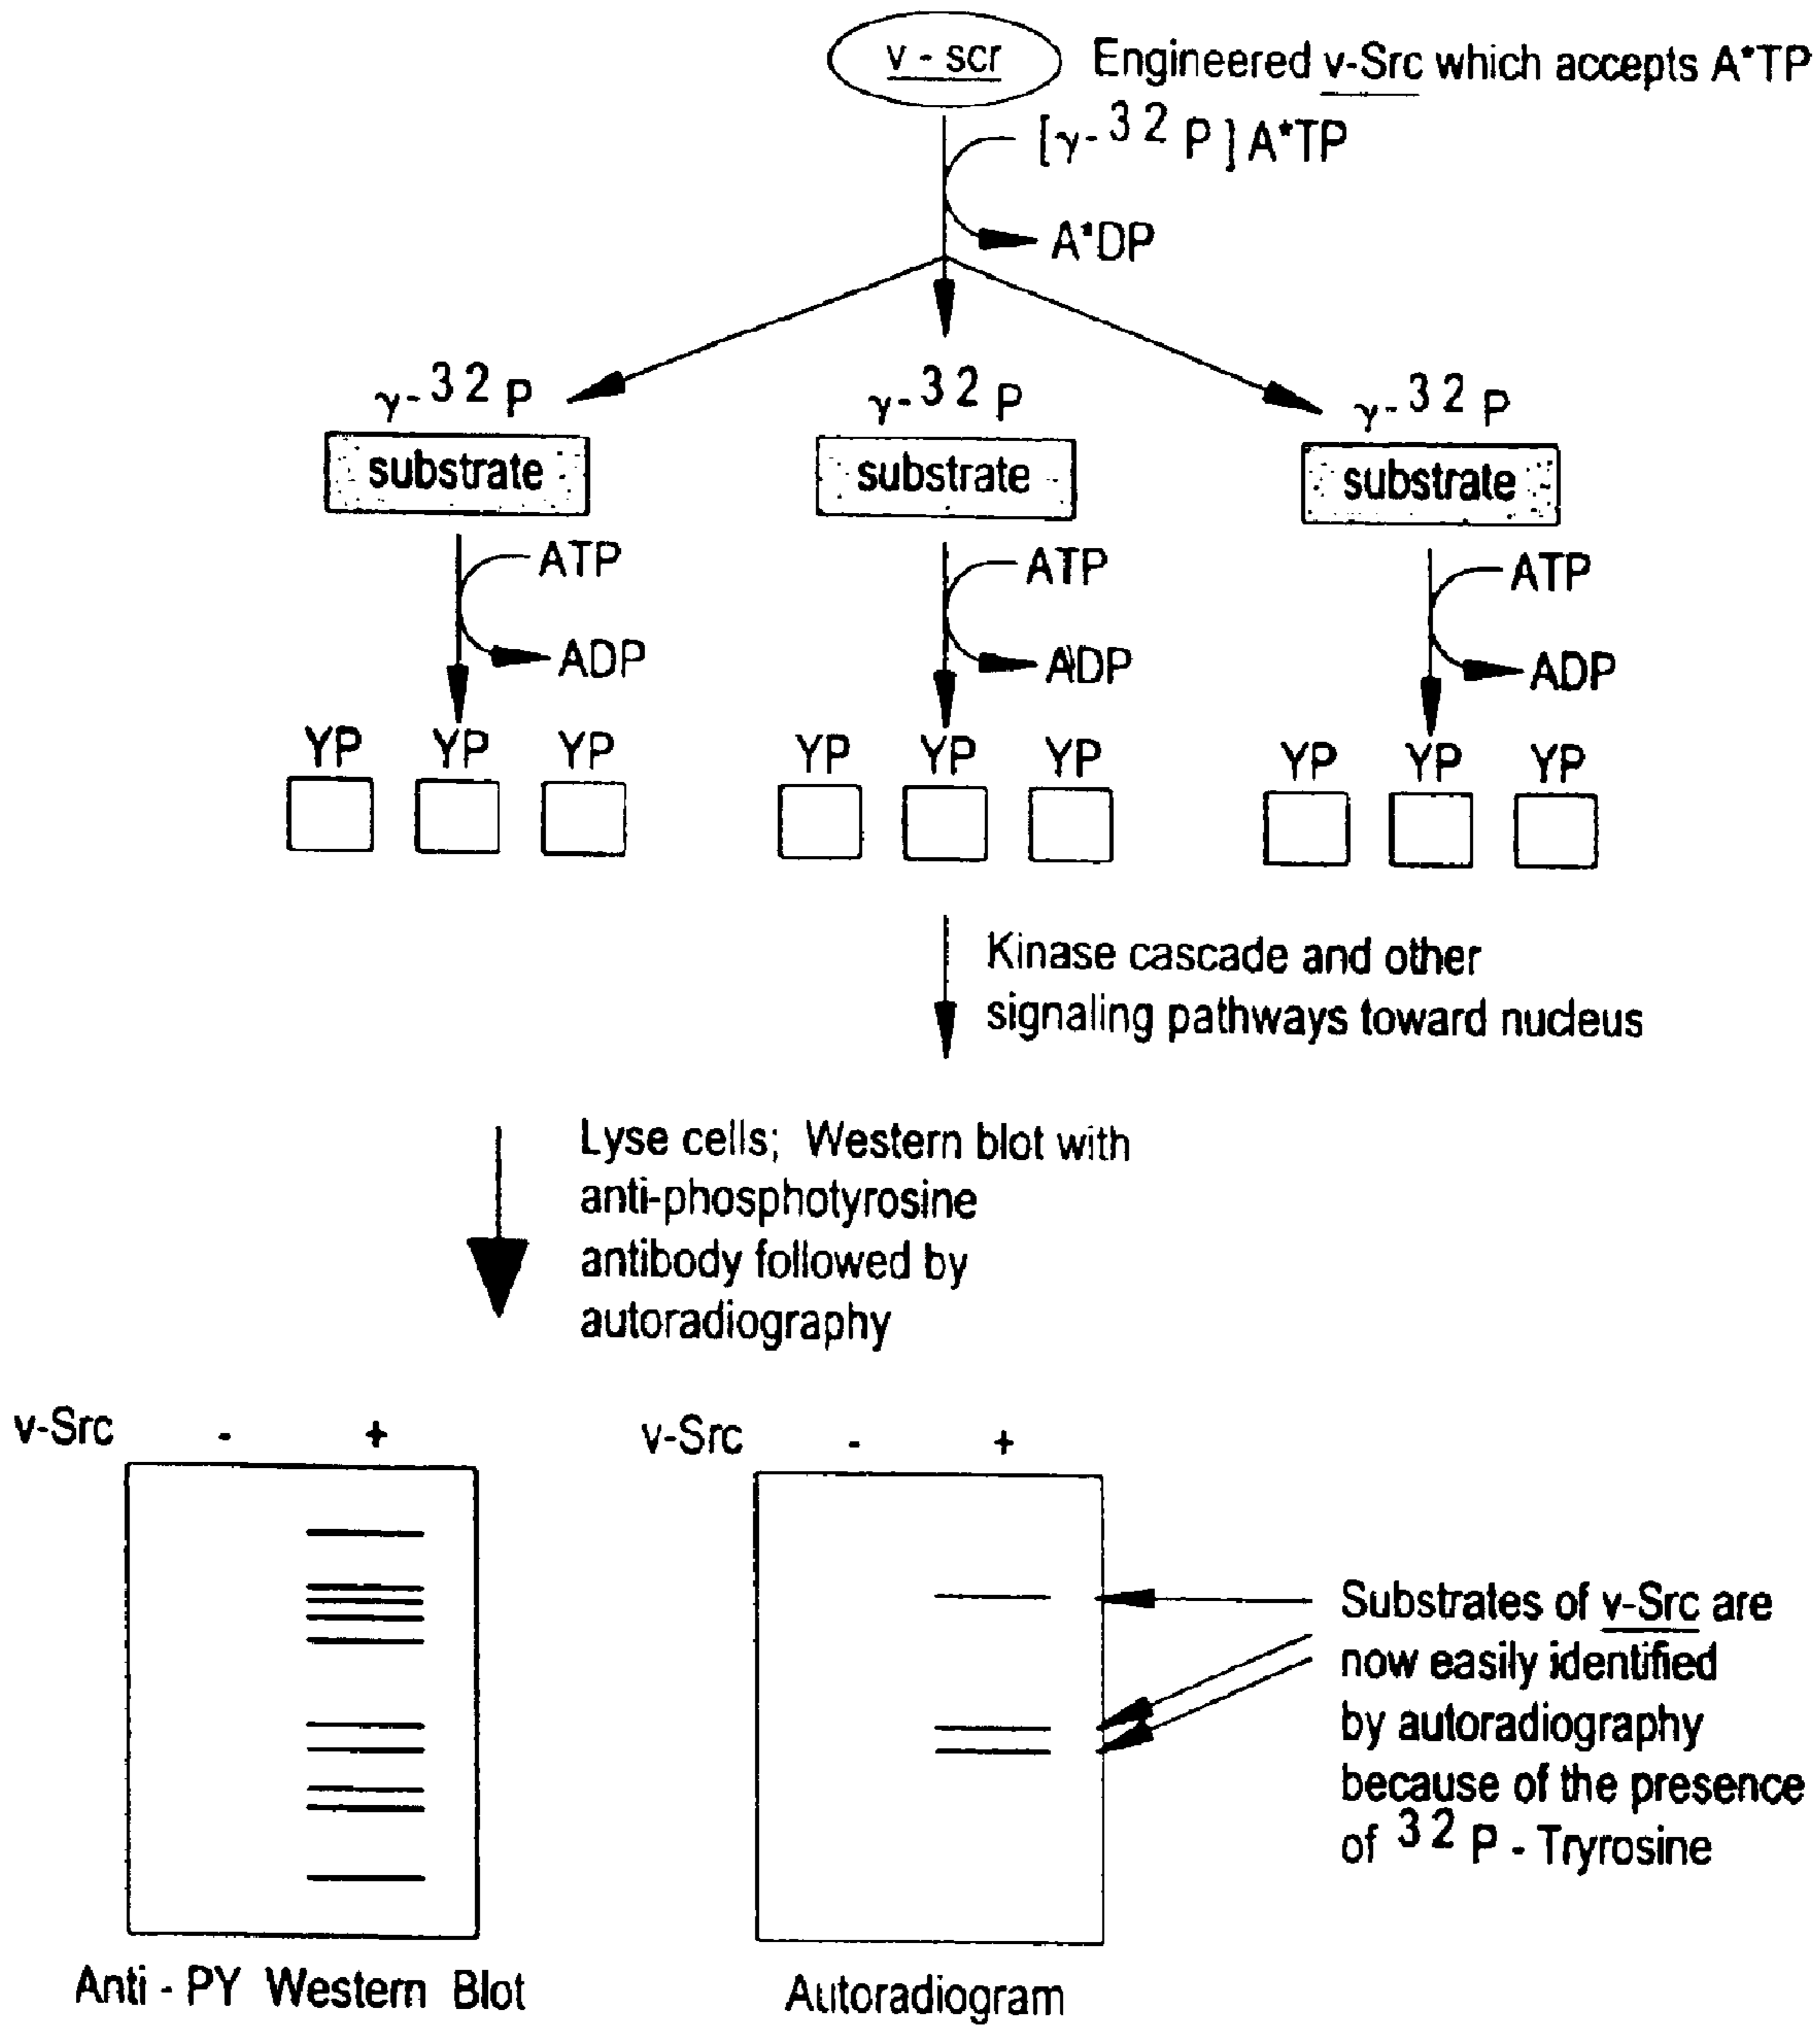 v - scr
Engineered v-Src which accepts A*TP
[γ-32 P] A*TP
A*DP
γ-32 P
γ-32 P
γ-32 P
substrate
substrate
substrate
ATP
ATP
ATP
ADP
ADP
ADP
YP YP YP
YP YP YP
YP YP YP
Kinase cascade and other
signaling pathways toward nucleus
Lyse cells; Western blot with
anti-phosphotyrosine
antibody followed by
autoradiography
v-Src - +
v-Src - +
Substrates of v-Src are
now easily identified
by autoradiography
because of the presence
of 32 P - Tryrosine
Anti - PY Western Blot
Autoradiogram